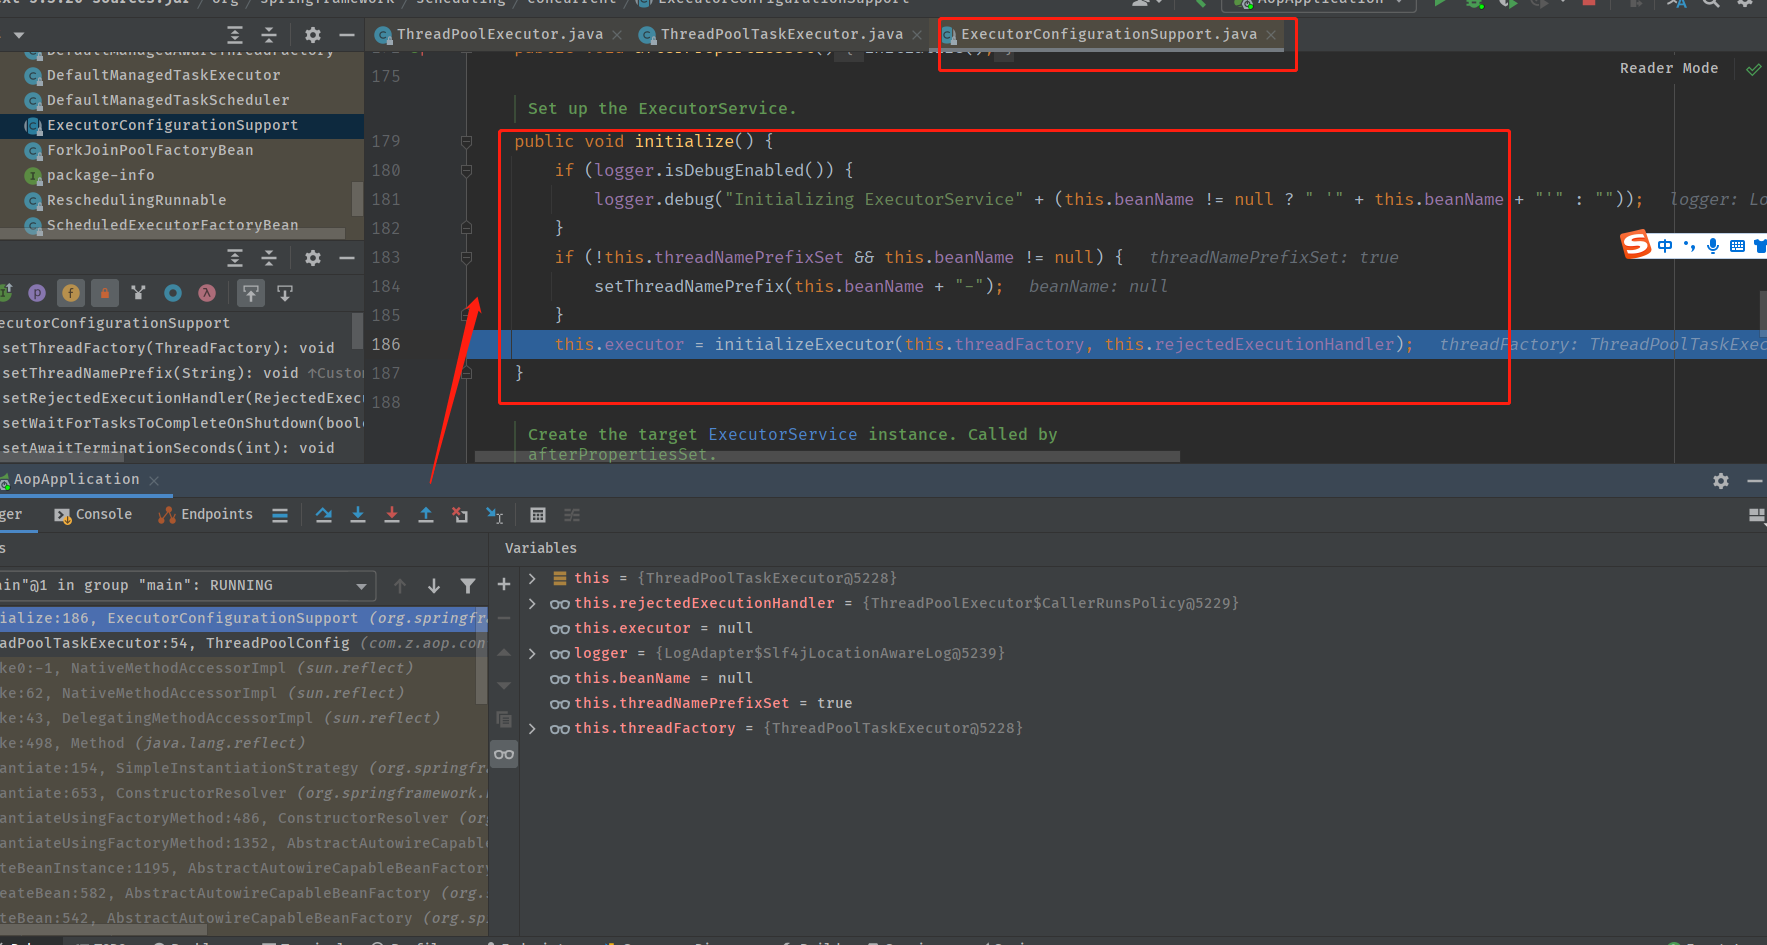 ThreadPoolExecutor.java
ThreadPoolTaskExecutor.java
ExecutorConfigurationSupport.java
DefaultManagedTaskExecutor
DefaultManagedTaskScheduler
ExecutorConfigurationSupport
ForkJoinPoolFactoryBean
package-info
ReschedulingRunnable
ScheduledExecutorFactoryBean
ecutorConfigurationSupport
setThreadFactory(ThreadFactory): void
setThreadNamePrefix(String): void ↑Custo
setRejectedExecutionHandler(RejectedExecu
setWaitForTasksToCompleteOnShutdown(boole
setAwaitTerminationSeconds(int): void
Reader Mode
175
Set up the ExecutorService.
179 public void initialize() {
180 if (logger.isDebugEnabled()) {
181 logger.debug("Initializing ExecutorService" + (this.beanName != null ? " '" + this.beanName + "'" : "")); logger: Lo
182 }
183 if (!this.threadNamePrefixSet && this.beanName != null) { threadNamePrefixSet: true
184 setThreadNamePrefix(this.beanName + "-"); beanName: null
185 }
186 this.executor = initializeExecutor(this.threadFactory, this.rejectedExecutionHandler); threadFactory: ThreadPoolTaskExec
187 }
188
Create the target ExecutorService instance. Called by
afterPropertiesSet.
中
AopApplication
ger
Console
Endpoints
s
ain"@1 in group "main": RUNNING
ialize:186, ExecutorConfigurationSupport (org.springfra
adPoolTaskExecutor:54, ThreadPoolConfig (com.z.aop.con
ke0:-1, NativeMethodAccessorImpl (sun.reflect)
ke:62, NativeMethodAccessorImpl (sun.reflect)
ke:43, DelegatingMethodAccessorImpl (sun.reflect)
ke:498, Method (java.lang.reflect)
antiate:154, SimpleInstantiationStrategy (org.springfra
antiate:653, ConstructorResolver (org.springframework.
antiateUsingFactoryMethod:486, ConstructorResolver (or
antiateUsingFactoryMethod:1352, AbstractAutowireCapabl
teBeanInstance:1195, AbstractAutowireCapableBeanFactory
eateBean:582, AbstractAutowireCapableBeanFactory (org.
teBean:542, AbstractAutowireCapableBeanFactory (org.sp
Variables
this = {ThreadPoolTaskExecutor@5228}
this.rejectedExecutionHandler = {ThreadPoolExecutor$CallerRunsPolicy@5229}
this.executor = null
logger = {LogAdapter$Slf4jLocationAwareLog@5239}
this.beanName = null
this.threadNamePrefixSet = true
this.threadFactory = {ThreadPoolTaskExecutor@5228}